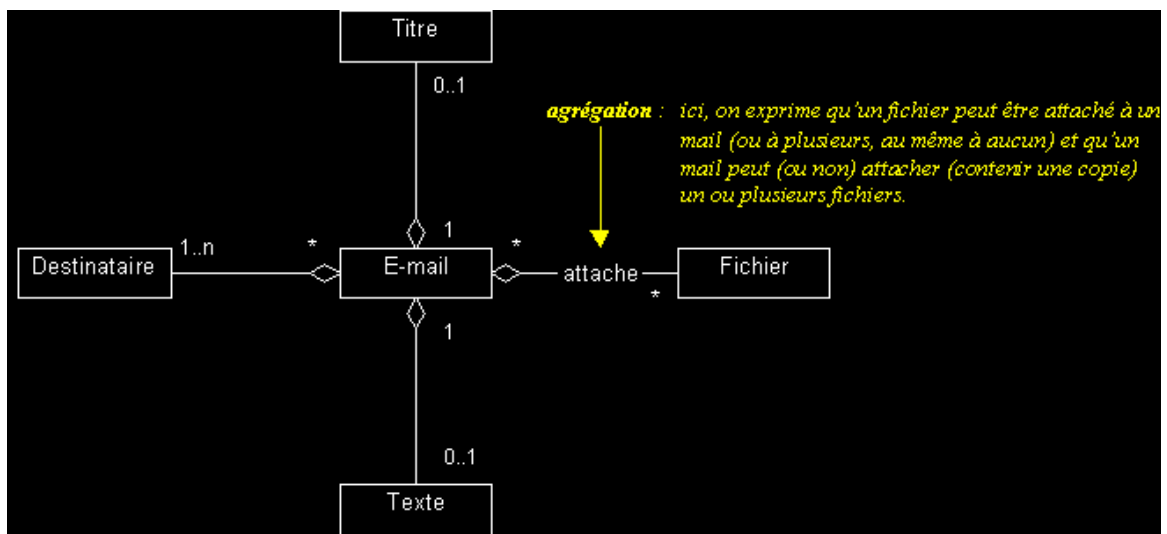 Titre
0..1
agrégation : ici, on exprime qu'un fichier peut être attaché à un
mail (ou à plusieurs, au même à aucun) et qu'un
mail peut (ou non) attacher (contenir une copie)
un ou plusieurs fichiers.
1
1..n
*
*
Destinataire
E-mail
attache
Fichier
*
1
0..1
Texte